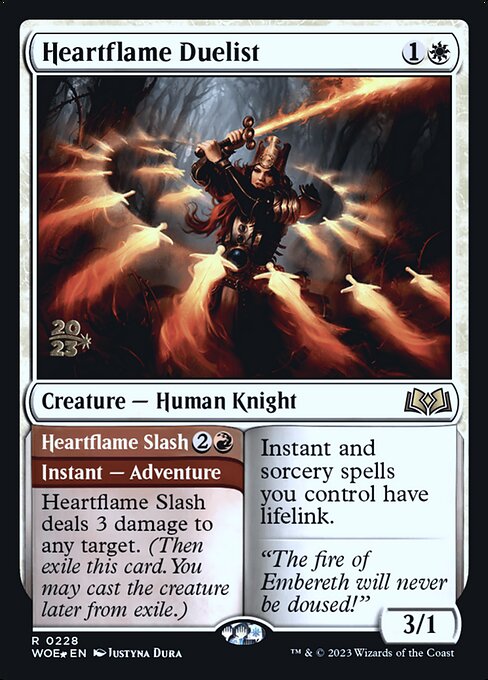 Heartflame Duelist 1
20
23
Creature — Human Knight
Heartflame Slash 2
Instant — Adventure
Heartflame Slash
deals 3 damage to
any target. (Then
exile this card. You
may cast the creature
later from exile.)
Instant and
sorcery spells
you control have
lifelink.
“The fire of
Embereth will never
be doused!”
3/1
R 0228
WOE★EN Justyna Dura
™ & © 2023 Wizards of the Coast